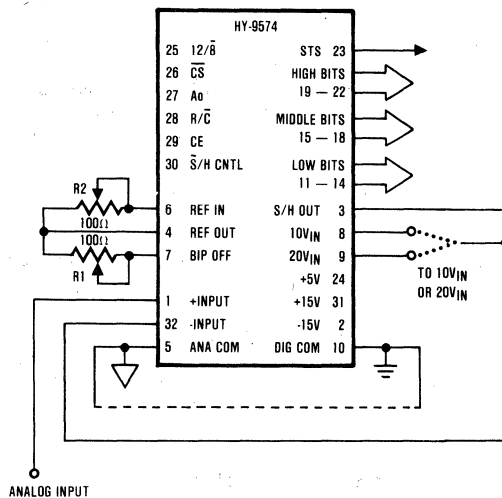 HY-9574
25 12/8̅
26 C̅S̅
27 Ao
28 R/C̅
29 CE
30 S̅/H CNTL
6 REF IN
4 REF OUT
7 BIP OFF
1 +INPUT
32 -INPUT
5 ANA COM
STS 23
HIGH BITS
19 — 22
MIDDLE BITS
15 — 18
LOW BITS
11 — 14
S/H OUT 3
10VIN 8
20VIN 9
+5V 24
+15V 31
-15V 2
DIG COM 10
R2
100Ω
100Ω
R1
TO 10VIN
OR 20VIN
ANALOG INPUT